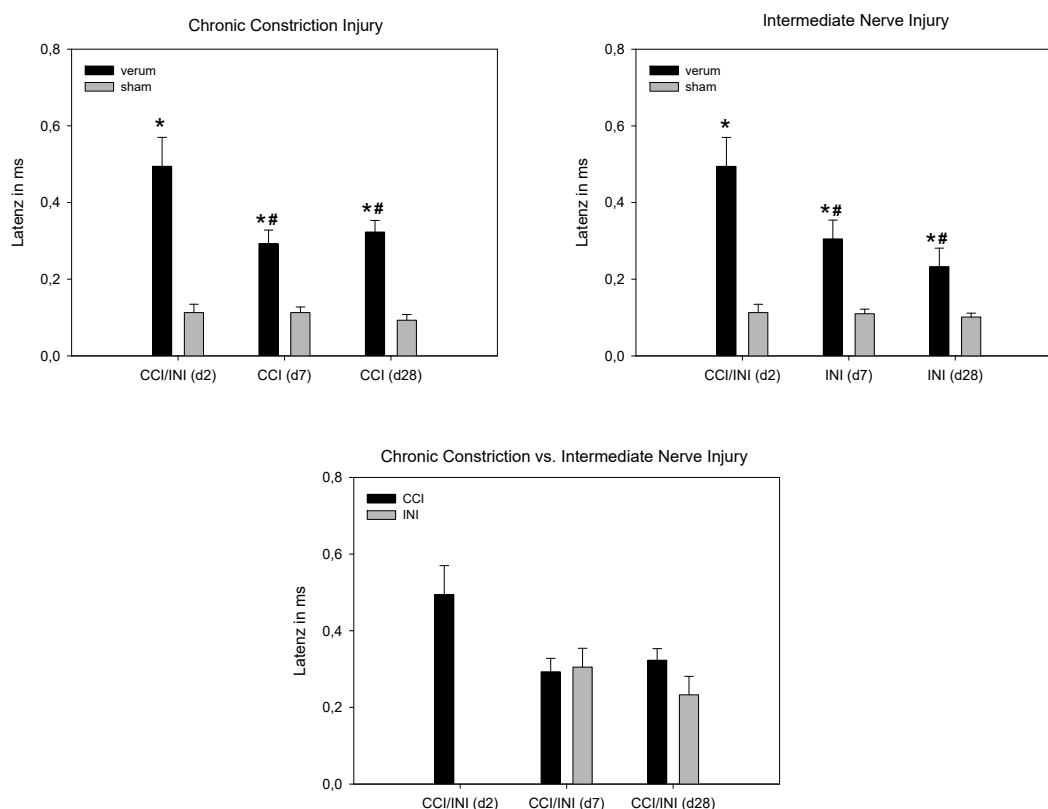 Chronic Constriction Injury
0,8
0,6
0,4
0,2
0,0
Latenz in ms
verum
sham
*
*#
*#
CCI/INI (d2) CCI (d7) CCI (d28)
Intermediate Nerve Injury
0,8
0,6
0,4
0,2
0,0
Latenz in ms
verum
sham
*
*#
*#
CCI/INI (d2) INI (d7) INI (d28)
Chronic Constriction vs. Intermediate Nerve Injury
0,8
0,6
0,4
0,2
0,0
Latenz in ms
CCI
INI
CCI/INI (d2) CCI/INI (d7) CCI/INI (d28)